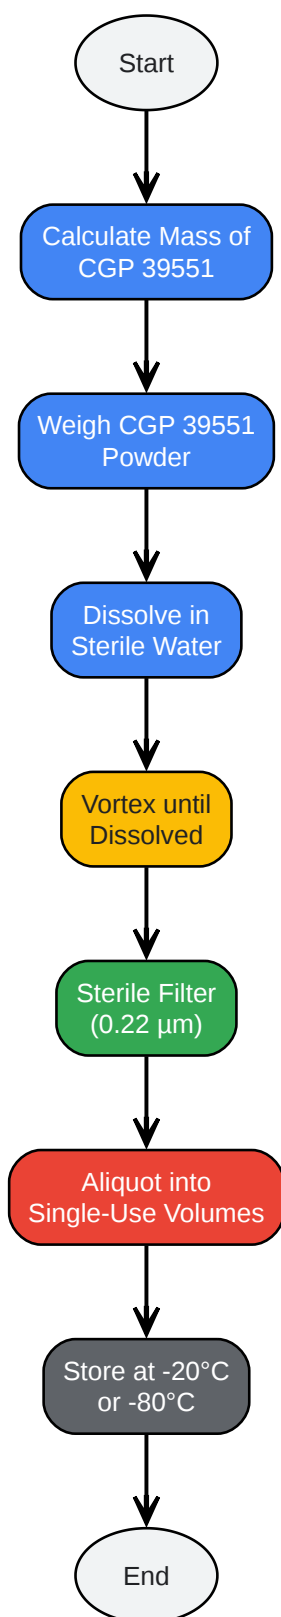 Start
Calculate Mass of
CGP 39551
Weigh CGP 39551
Powder
Dissolve in
Sterile Water
Vortex until
Dissolved
Sterile Filter
(0.22 µm)
Aliquot into
Single-Use Volumes
Store at -20°C
or -80°C
End